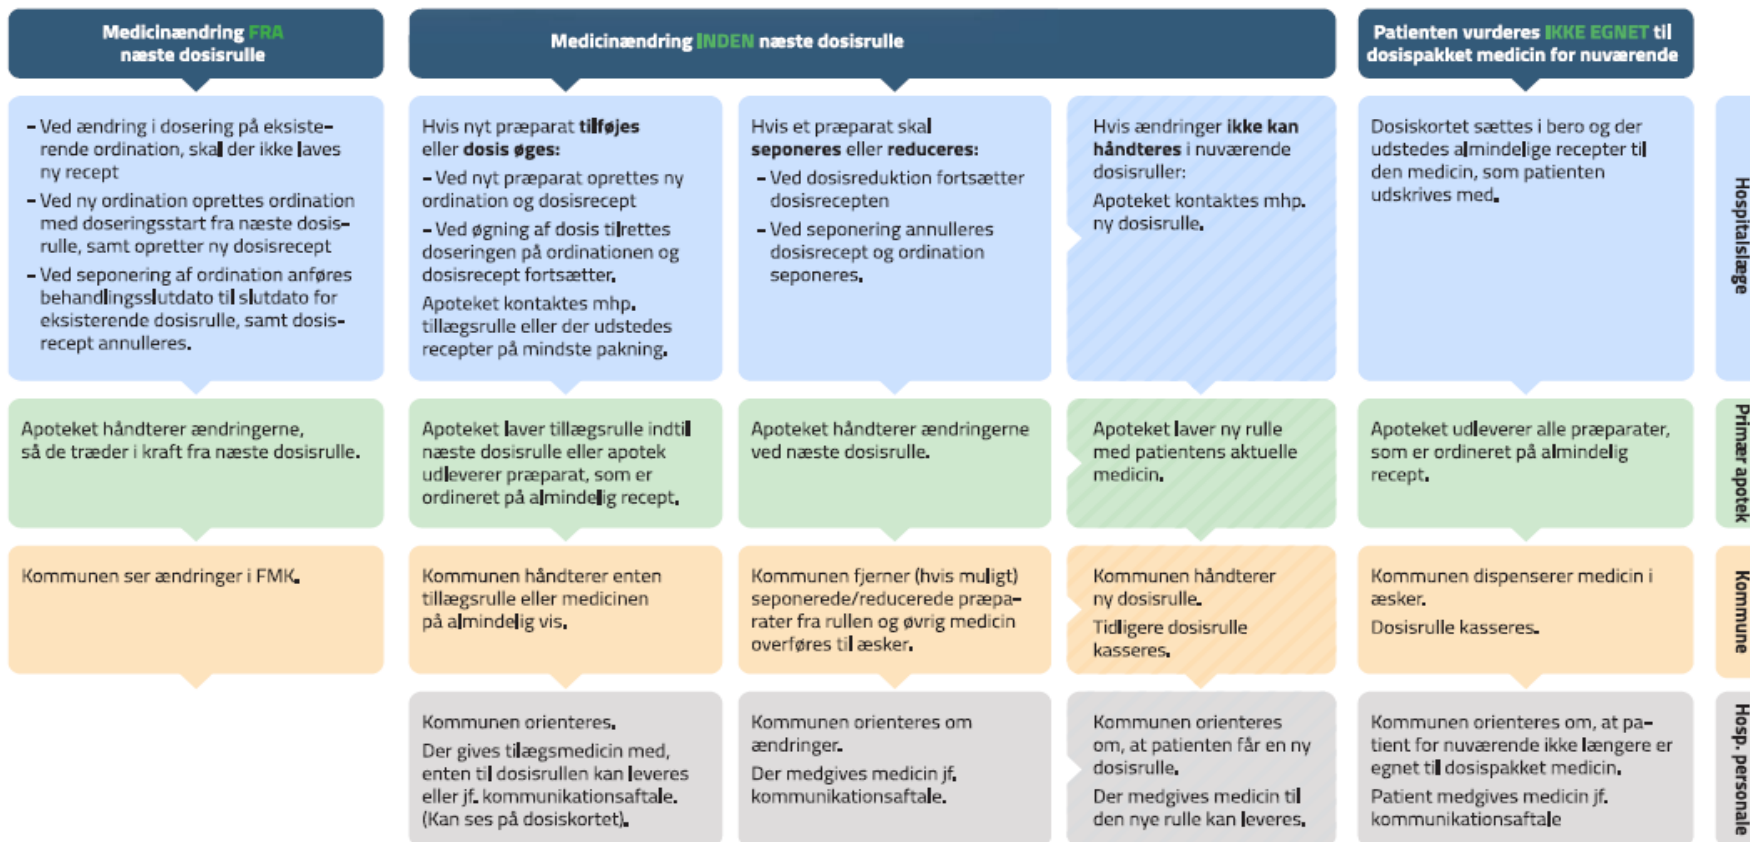 Medicinændring FRA
næste dosisrulle
Medicinændring INDEN næste dosisrulle
Patienten vurderes IKKE EGNET til
dosispakket medicin for nuværende
– Ved ændring i dosering på eksiste-
rende ordination, skal der ikke laves
ny recept
– Ved ny ordination oprettes ordination
med doseringsstart fra næste dosis-
rulle, samt opretter ny dosisrecept
– Ved seponering af ordination anføres
behandlingsslutdato til slutdato for
eksisterende dosisrulle, samt dosis-
recept annulleres.
Hvis nyt præparat tilføjes
eller dosis øges:
– Ved nyt præparat oprettes ny
ordination og dosisrecept
– Ved øgning af dosis tilrettes
doseringen på ordinationen og
dosisrecept fortsætter.
Apoteket kontaktes mhp.
tillægsrulle eller der udstedes
recepter på mindste pakning.
Hvis et præparat skal
seponeres eller reduceres:
– Ved dosisreduktion fortsætter
dosisrecepten
– Ved seponering annulleres
dosisrecept og ordination
seponeres.
Hvis ændringer ikke kan
håndteres i nuværende
dosisruller:
Apoteket kontaktes mhp.
ny dosisrulle.
Dosiskortet sættes i bero og der
udstedes almindelige recepter til
den medicin, som patienten
udskrives med.
Hospitalslæge
Apoteket håndterer ændringerne,
så de træder i kraft fra næste dosisrulle.
Apoteket laver tillægsrulle indtil
næste dosisrulle eller apotek
udleverer præparat, som er
ordineret på almindelig recept.
Apoteket håndterer ændringerne
ved næste dosisrulle.
Apoteket laver ny rulle
med patientens aktuelle
medicin.
Apoteket udleverer alle præparater,
som er ordineret på almindelig
recept.
Primær apotek
Kommunen ser ændringer i FMK.
Kommunen håndterer enten
tillægsrulle eller medicinen
på almindelig vis.
Kommunen fjerner (hvis muligt)
seponerede/reducerede præpa-
rater fra rullen og øvrig medicin
overføres til æsker.
Kommunen håndterer
ny dosisrulle.
Tidligere dosisrulle
kasseres.
Kommunen dispenserer medicin i
æsker.
Dosisrulle kasseres.
Kommune
Kommunen orienteres.
Der gives tilægsmedicin med,
enten til dosisrullen kan leveres
eller jf. kommunikationsaftale.
(Kan ses på dosiskortet).
Kommunen orienteres om
ændringer.
Der medgives medicin jf.
kommunikationsaftale.
Kommunen orienteres
om, at patienten får en ny
dosisrulle.
Der medgives medicin til
den nye rulle kan leveres.
Kommunen orienteres om, at pa-
tient for nuværende ikke længere er
egnet til dosispakket medicin.
Patient medgives medicin jf.
kommunikationsaftale
Hosp. personale